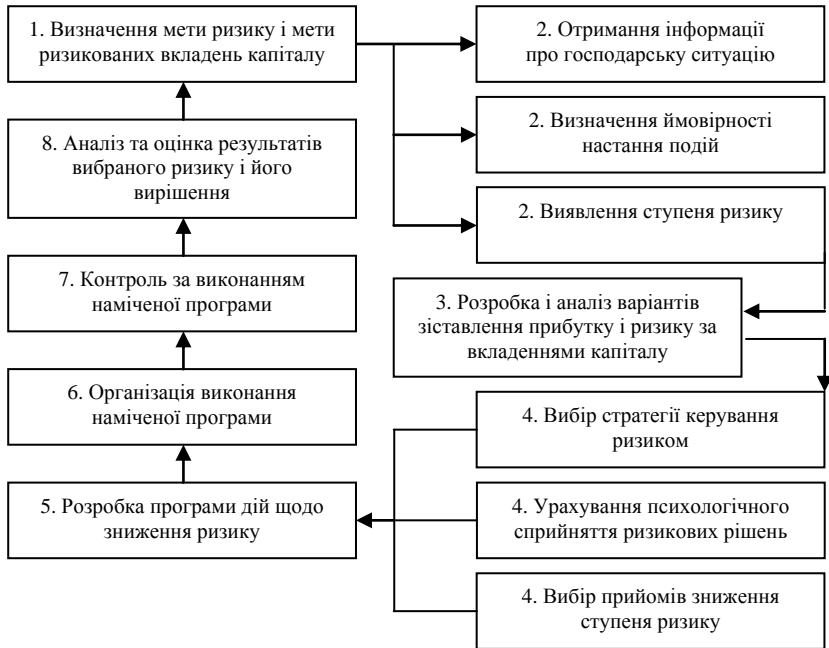 1. Визначення мети ризику і мети
ризикованих вкладень капіталу
2. Отримання інформації
про господарську ситуацію
2. Визначення ймовірності
настання подій
2. Виявлення ступеня ризику
3. Розробка і аналіз варіантів
зіставлення прибутку і ризику за
вкладеннями капіталу
4. Вибір стратегії керування
ризиком
4. Урахування психологічного
сприйняття ризикових рішень
4. Вибір прийомів зниження
ступеня ризику
5. Розробка програми дій щодо
зниження ризику
6. Організація виконання
наміченої програми
7. Контроль за виконанням
наміченої програми
8. Аналіз та оцінка результатів
вибраного ризику і його
вирішення